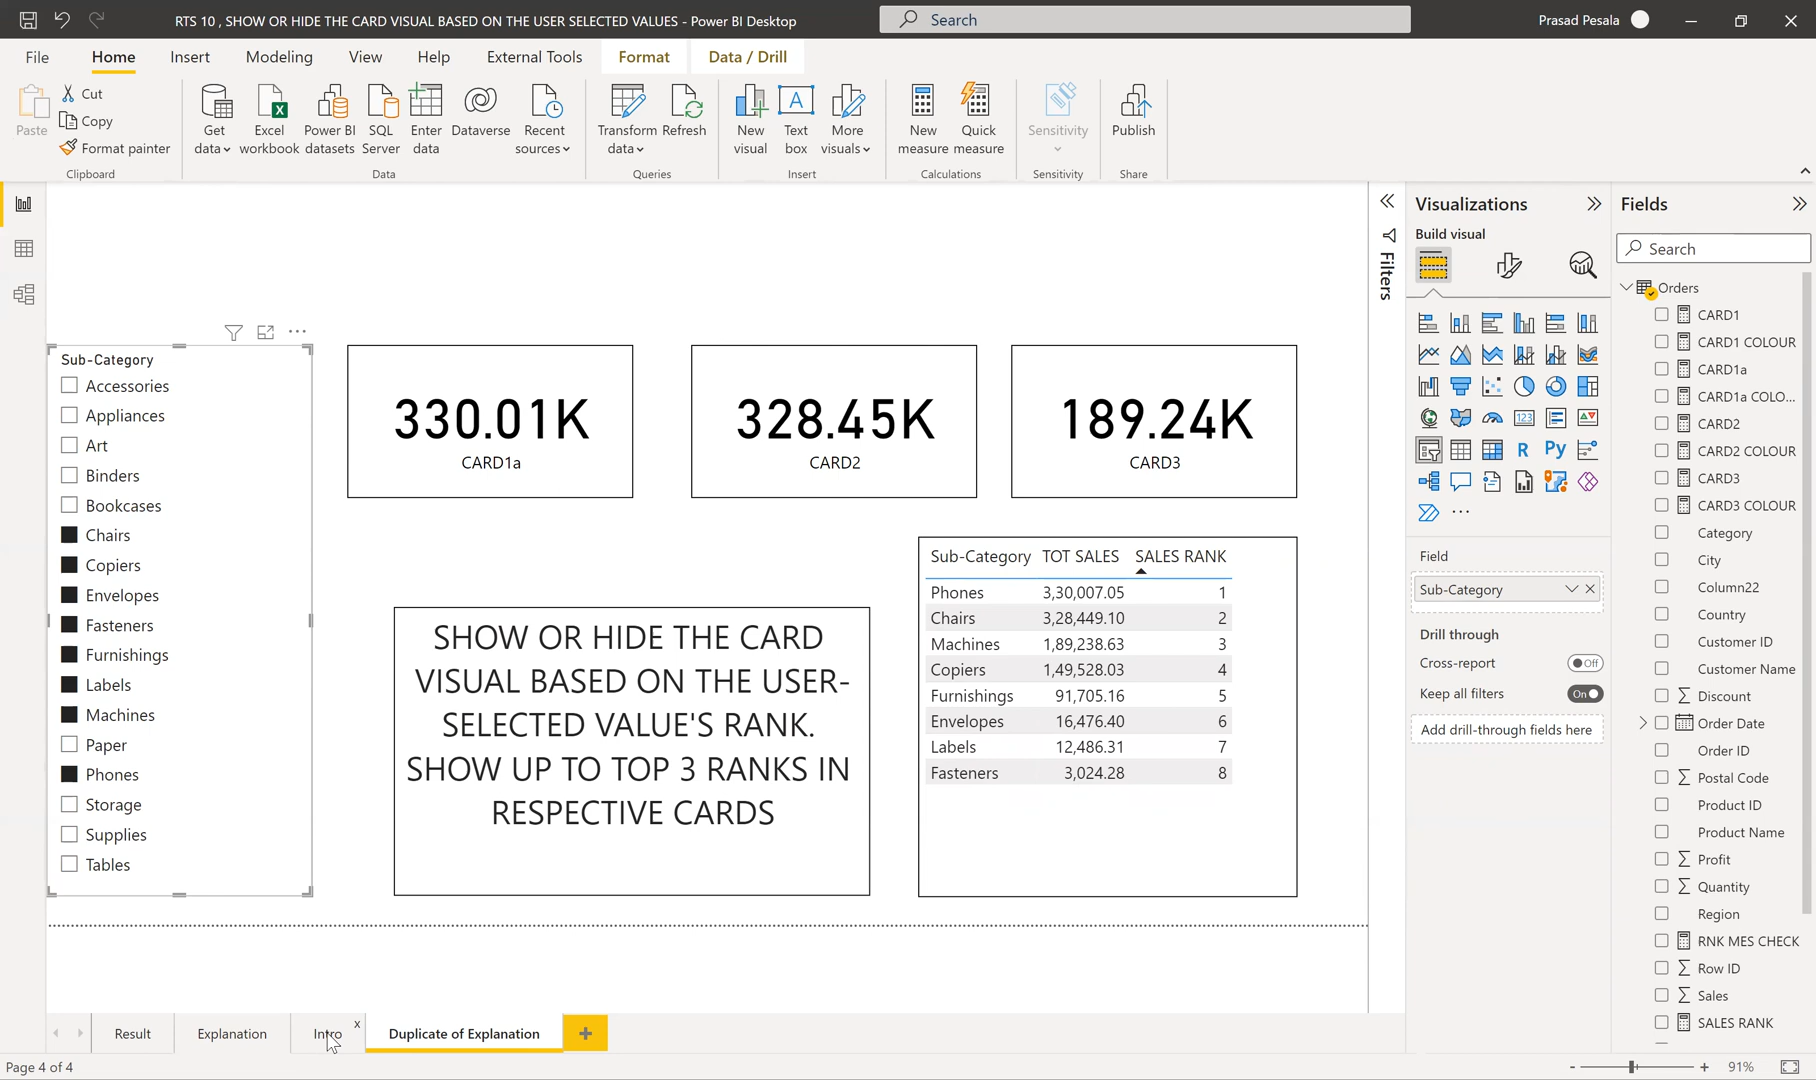 RTS 10 , SHOW OR HIDE THE CARD VISUAL BASED ON THE USER SELECTED VALUES - Power BI Desktop
Search
Prasad Pesala
File Home Insert Modeling View Help External Tools Format Data / Drill
Paste
Cut
Copy
Format painter
Clipboard
Get data
Excel workbook
Power BI datasets
SQL Server
Enter data
Dataverse
Recent sources
Data
Transform data
Refresh
Queries
New visual
Text box
More visuals
Insert
New measure
Quick measure
Calculations
Sensitivity
Sensitivity
Publish
Share
Sub-Category
Accessories
Appliances
Art
Binders
Bookcases
Chairs
Copiers
Envelopes
Fasteners
Furnishings
Labels
Machines
Paper
Phones
Storage
Supplies
Tables
330.01K
CARD1a
328.45K
CARD2
189.24K
CARD3
SHOW OR HIDE THE CARD
VISUAL BASED ON THE USER-
SELECTED VALUE'S RANK.
SHOW UP TO TOP 3 RANKS IN
RESPECTIVE CARDS
Sub-Category TOT SALES SALES RANK
Phones 3,30,007.05 1
Chairs 3,28,449.10 2
Machines 1,89,238.63 3
Copiers 1,49,528.03 4
Furnishings 91,705.16 5
Envelopes 16,476.40 6
Labels 12,486.31 7
Fasteners 3,024.28 8
Filters
Visualizations
Build visual
123
R
Py
Field
Sub-Category
Drill through
Cross-report Off
Keep all filters On
Add drill-through fields here
Fields
Search
Orders
CARD1
CARD1 COLOUR
CARD1a
CARD1a COLO...
CARD2
CARD2 COLOUR
CARD3
CARD3 COLOUR
Category
City
Column22
Country
Customer ID
Customer Name
Discount
Order Date
Order ID
Postal Code
Product ID
Product Name
Profit
Quantity
Region
RNK MES CHECK
Row ID
Sales
SALES RANK
Result
Explanation
Intro x
Duplicate of Explanation
+
Page 4 of 4
- + 91%